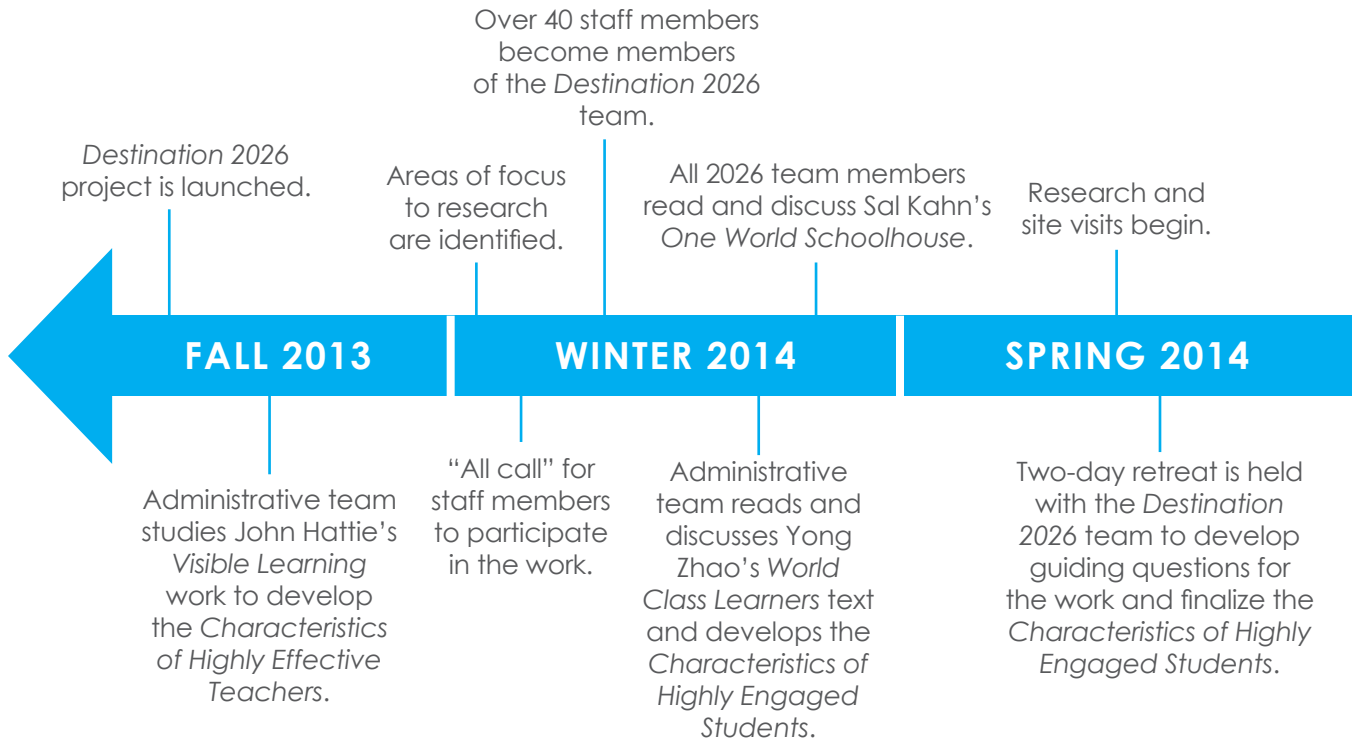 Over 40 staff members
become members
of the Destination 2026
team.
Destination 2026
project is launched.
Areas of focus
to research
are identified.
All 2026 team members
read and discuss Sal Kahn’s
One World Schoolhouse.
Research and
site visits begin.
FALL 2013
WINTER 2014
SPRING 2014
Administrative team
studies John Hattie’s
Visible Learning
work to develop
the Characteristics
of Highly Effective
Teachers.
“All call” for
staff members
to participate
in the work.
Administrative
team reads and
discusses Yong
Zhao’s World
Class Learners text
and develops the
Characteristics of
Highly Engaged
Students.
Two-day retreat is held
with the Destination
2026 team to develop
guiding questions for
the work and finalize the
Characteristics of Highly
Engaged Students.